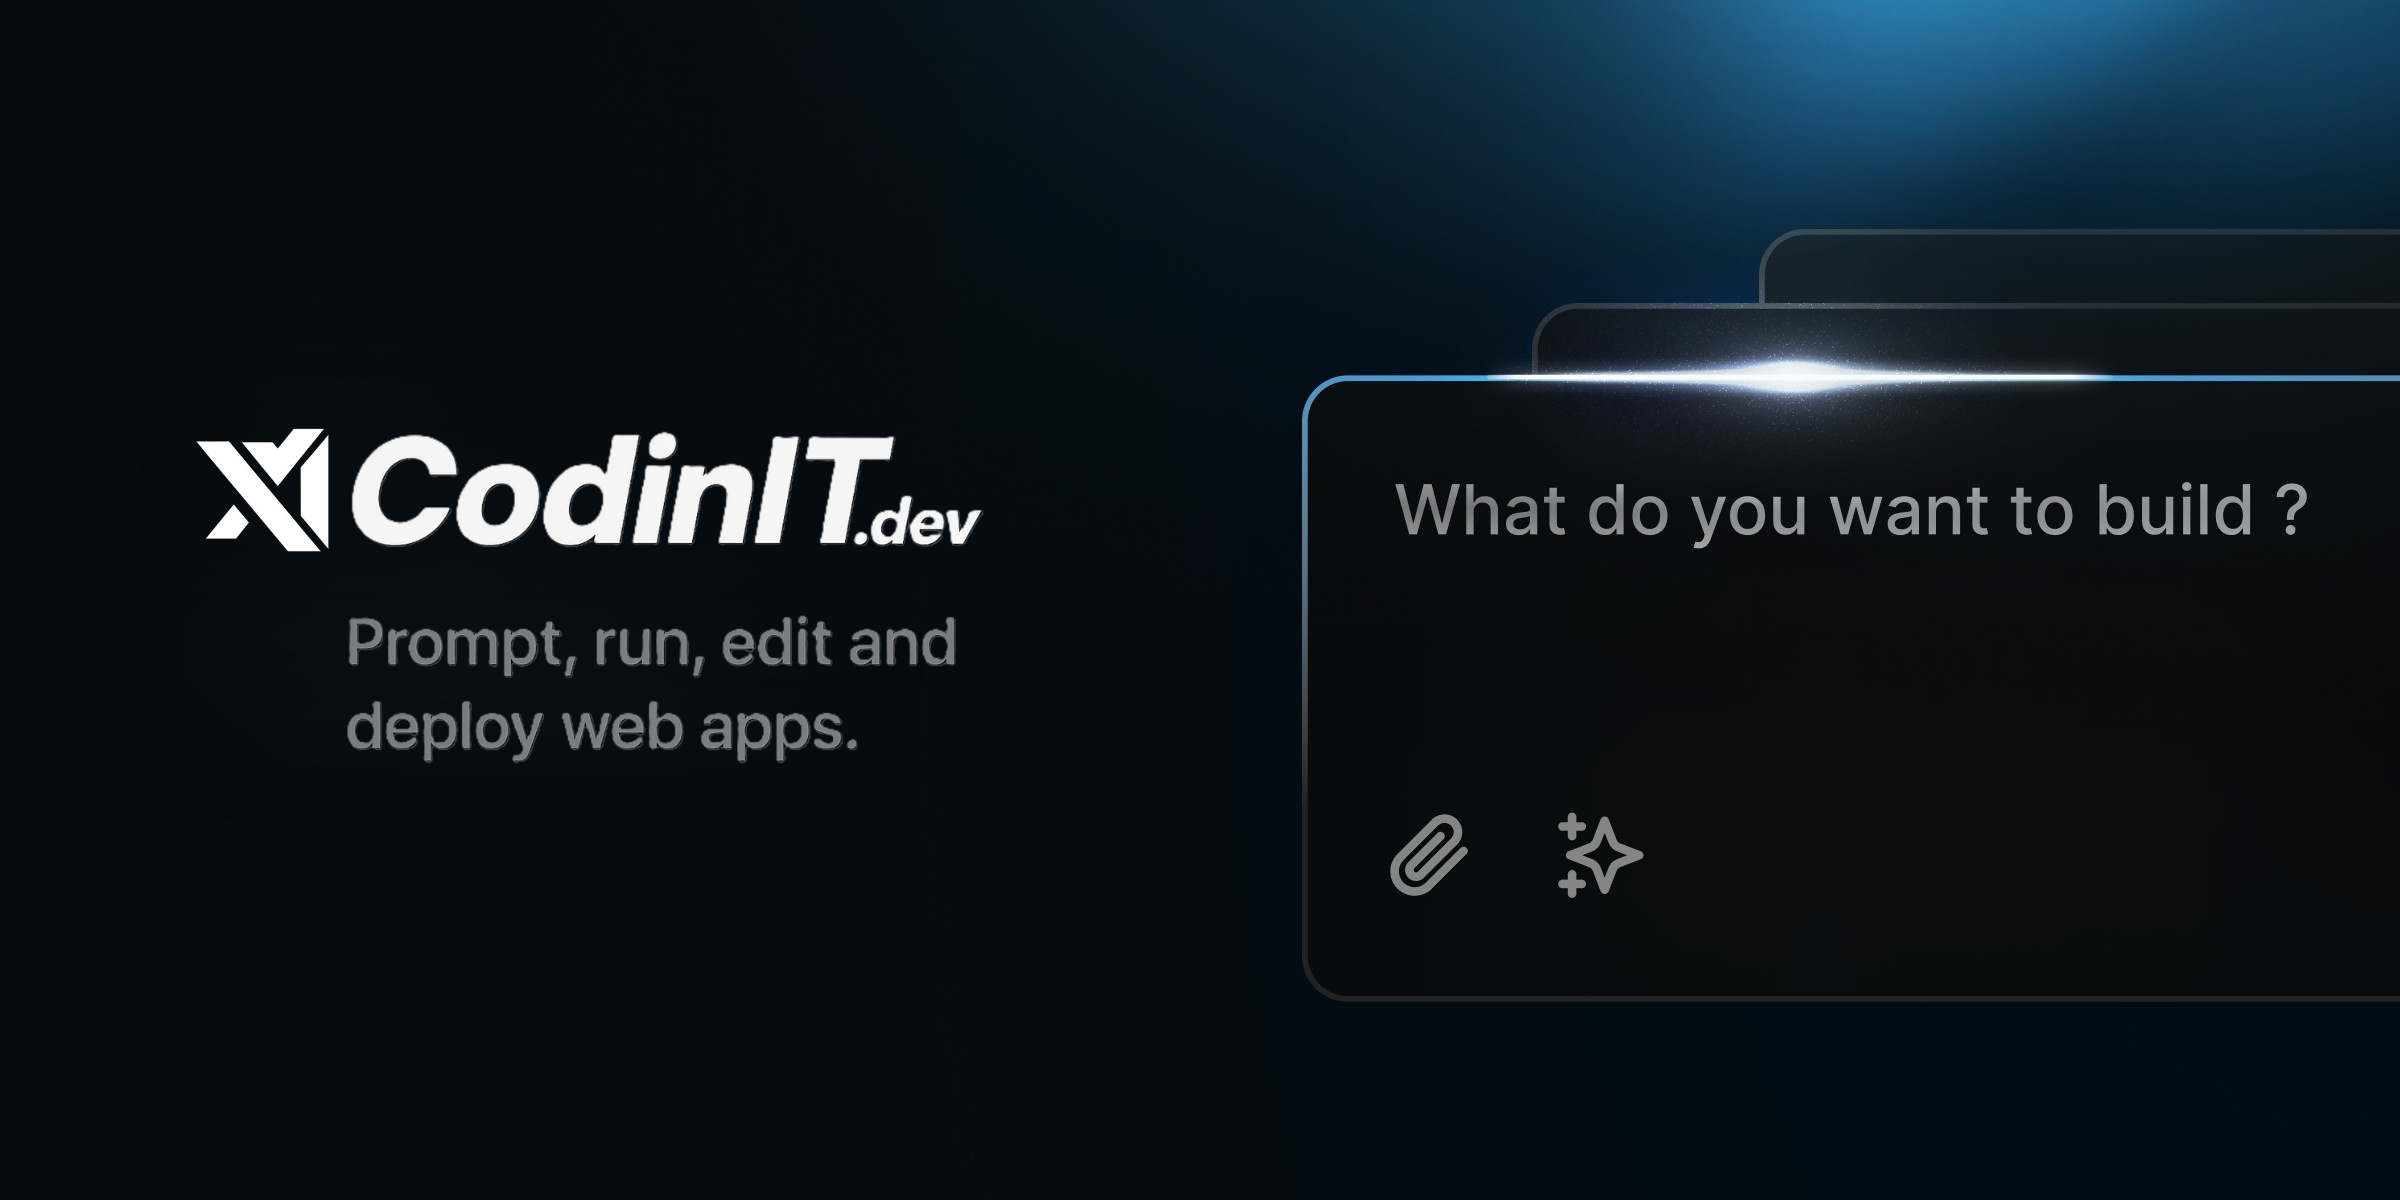 CodinIT.dev
Prompt, run, edit and
deploy web apps.
What do you want to build ?